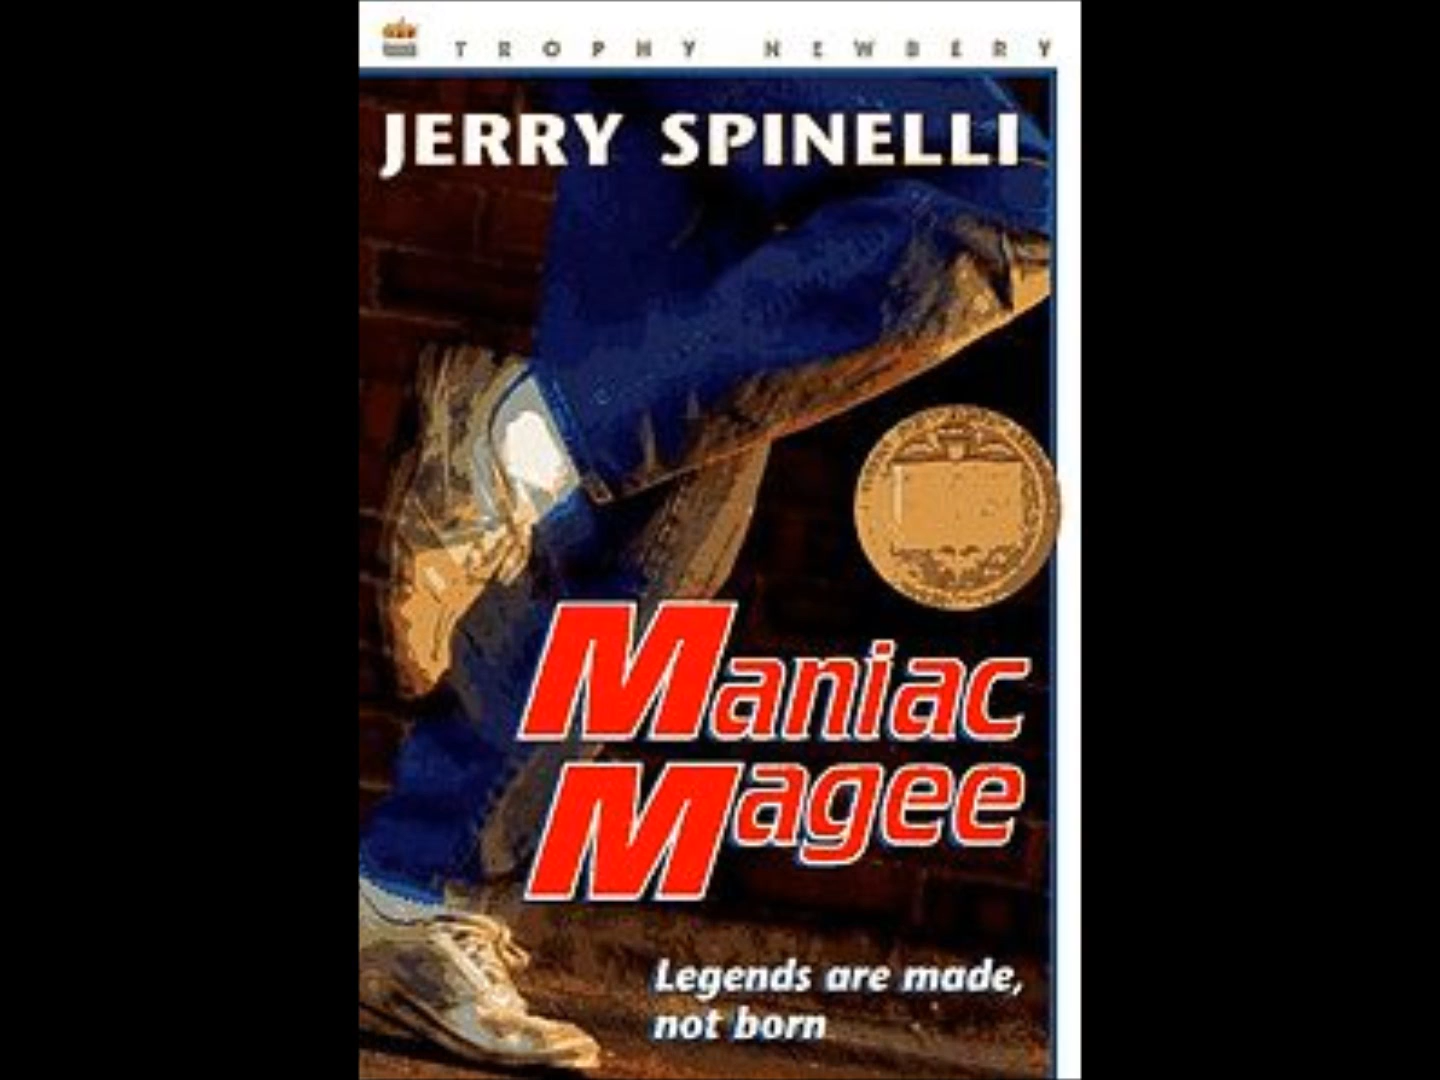 TROPHY NEWBERY
JERRY SPINELLI
Maniac
Magee
Legends are made,
not born